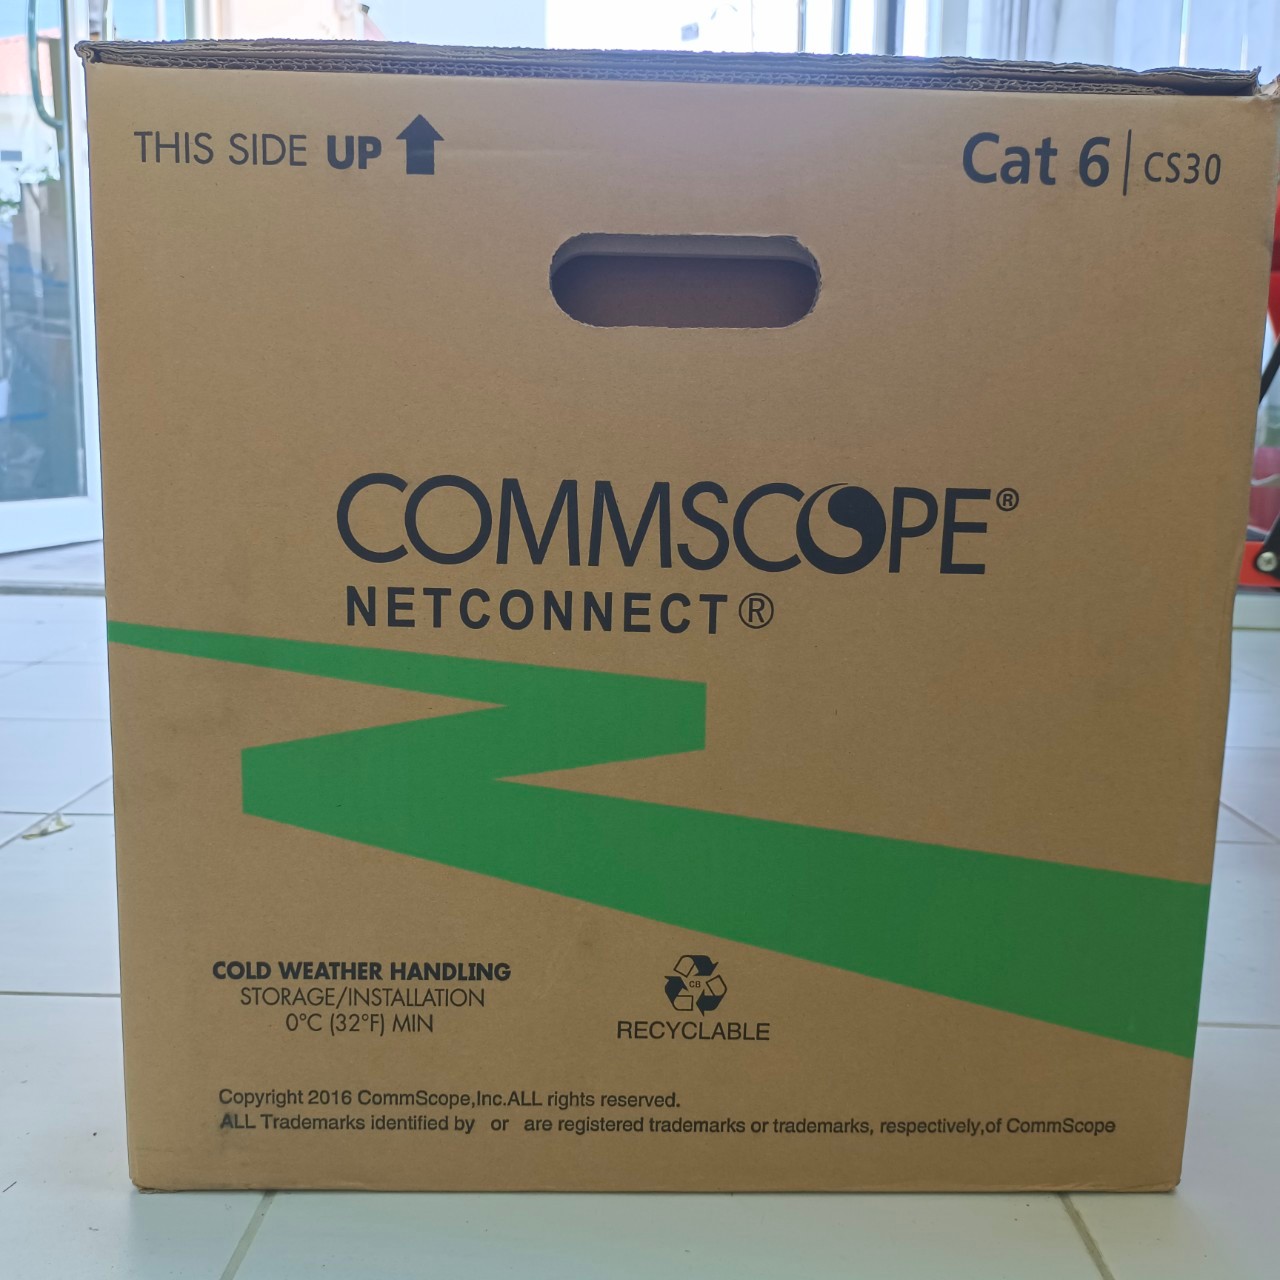 THIS SIDE UP
Cat 6 | CS30
COMMSCOPE®
NETCONNECT®
COLD WEATHER HANDLING
STORAGE/INSTALLATION
0°C (32°F) MIN
CB
RECYCLABLE
Copyright 2016 CommScope,Inc.ALL rights reserved.
ALL Trademarks identified by or are registered trademarks or trademarks, respectively,of CommScope